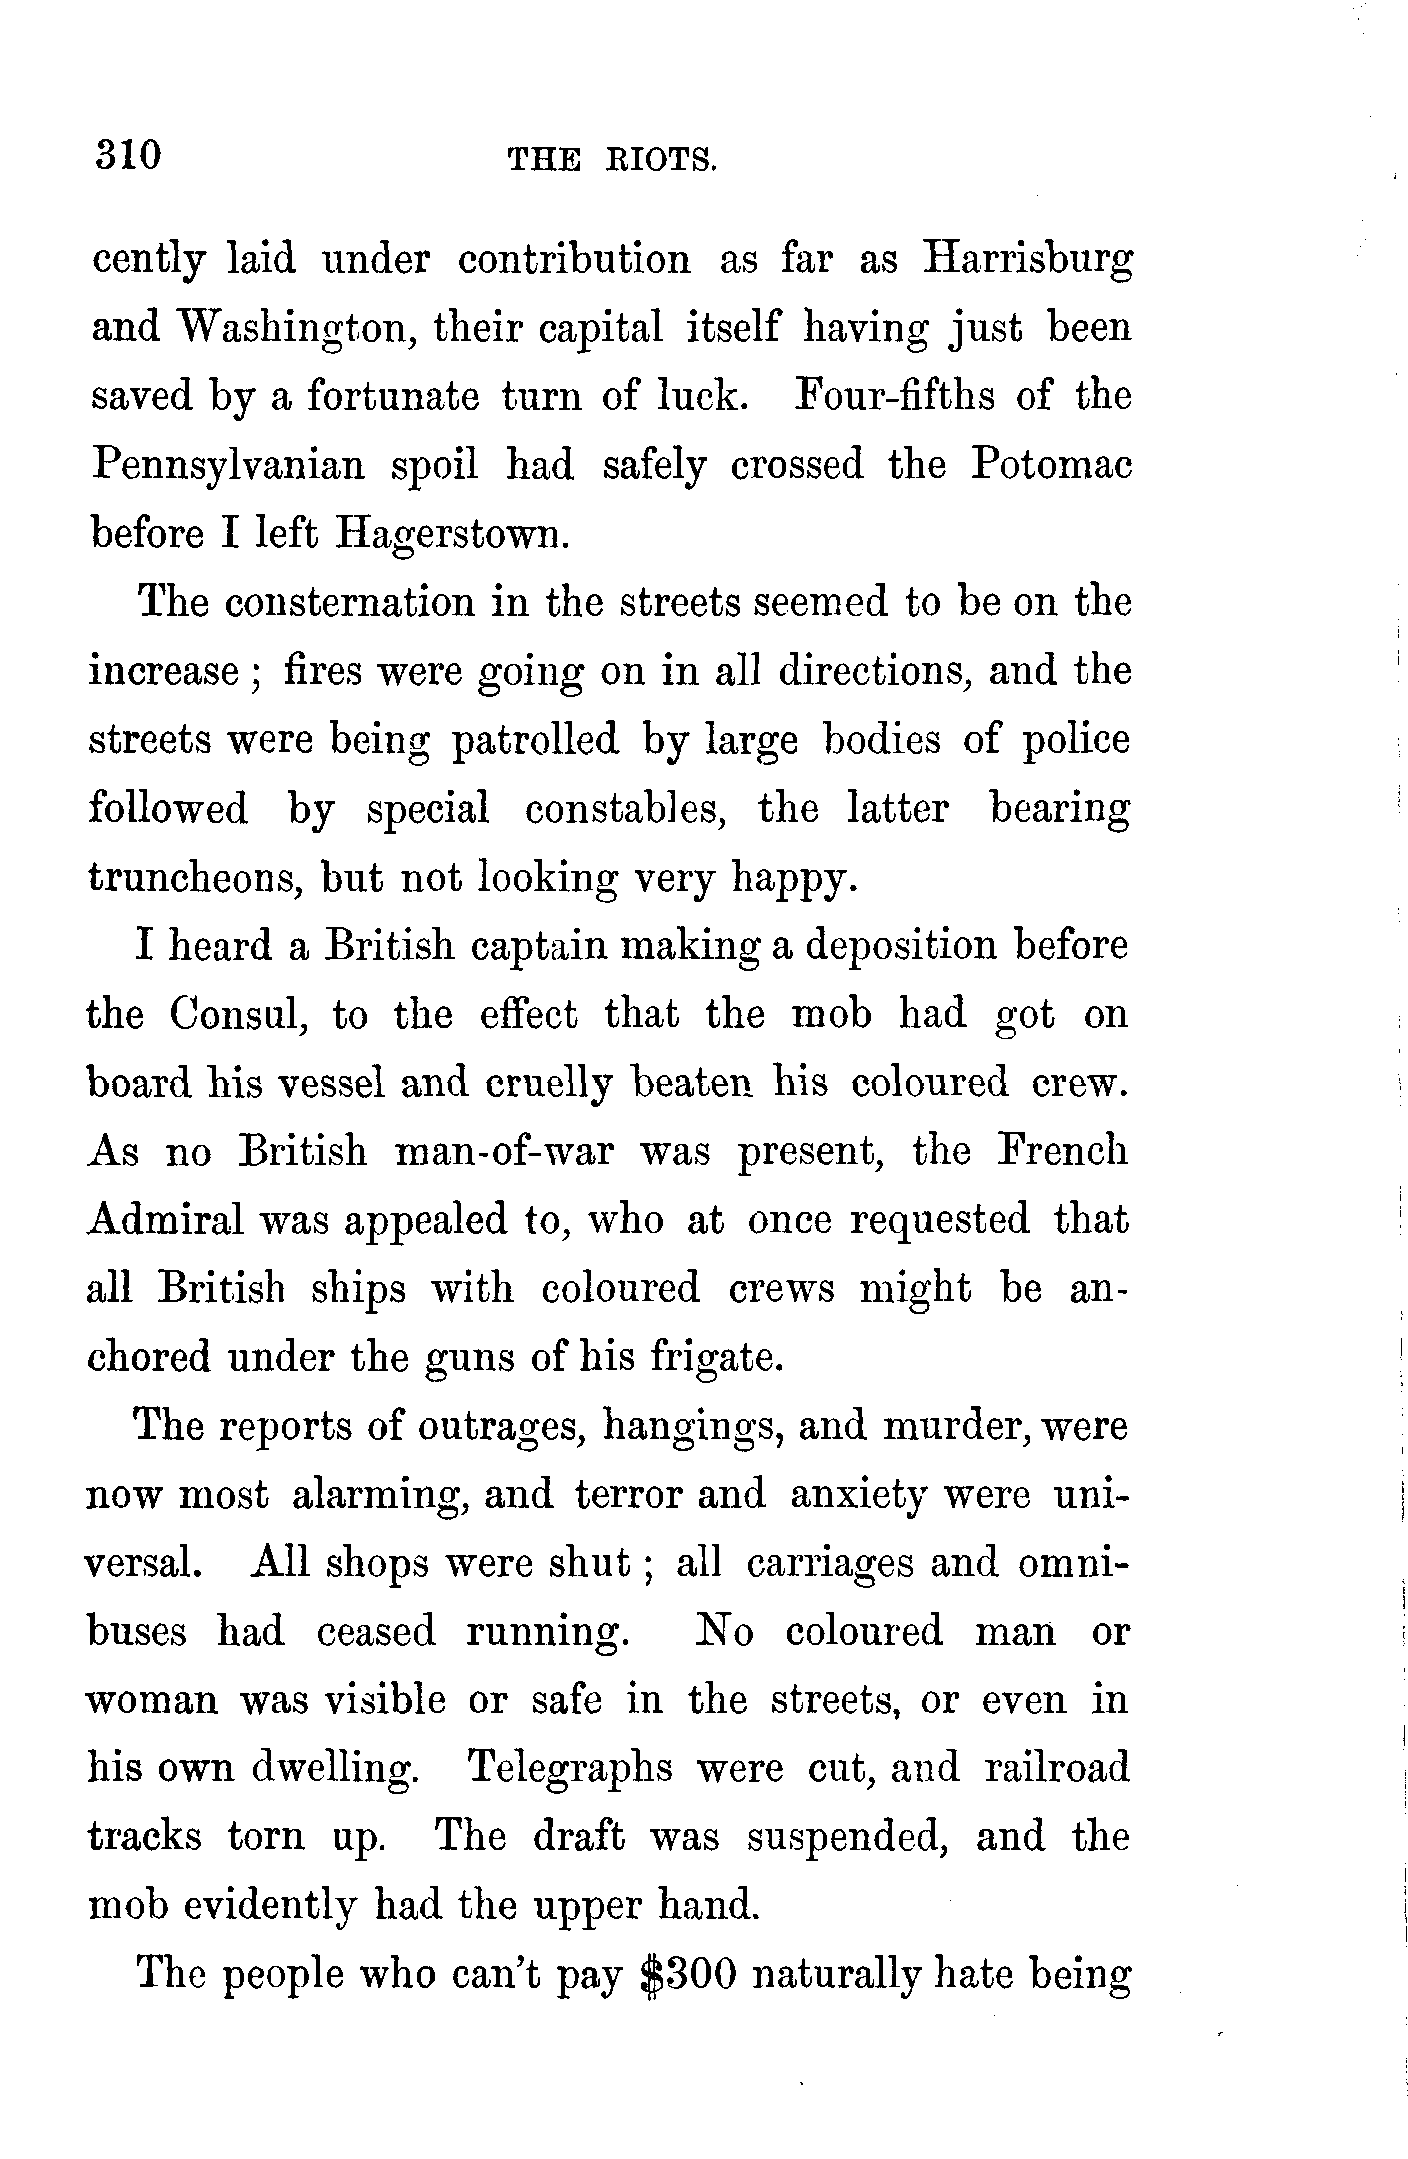 310 THE RIOTS.
cently laid under contribution as far as Harrisburg
and Washington, their capital itself having just been
saved by a fortunate turn of luck. Four-fifths of the
Pennsylvanian spoil had safely crossed the Potomac
before I left Hagerstown.
The consternation in the streets seemed to be on the
increase ; fires were going on in all directions, and the
streets were being patrolled by large bodies of police
followed by special constables, the latter bearing
truncheons, but not looking very happy.
I heard a British captain making a deposition before
the Consul, to the effect that the mob had got on
board his vessel and cruelly beaten his coloured crew.
As no British man-of-war was present, the French
Admiral was appealed to, who at once requested that
all British ships with coloured crews might be an-
chored under the guns of his frigate.
The reports of outrages, hangings, and murder, were
now most alarming, and terror and anxiety were uni-
versal. All shops were shut ; all carriages and omni-
buses had ceased running. No coloured man or
woman was visible or safe in the streets, or even in
his own dwelling. Telegraphs were cut, and railroad
tracks torn up. The draft was suspended, and the
mob evidently had the upper hand.
The people who can't pay $300 naturally hate being